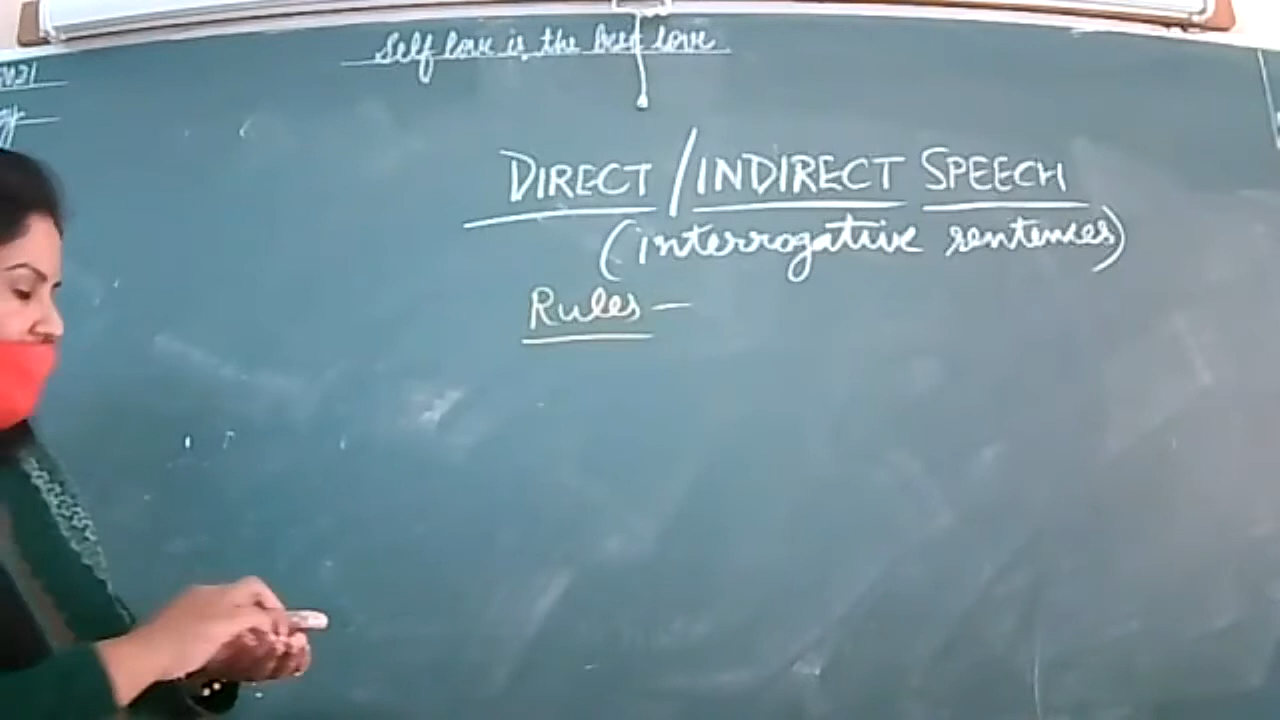 Self love is the best love
DIRECT / INDIRECT SPEECH
(interrogative sentences)
Rules —